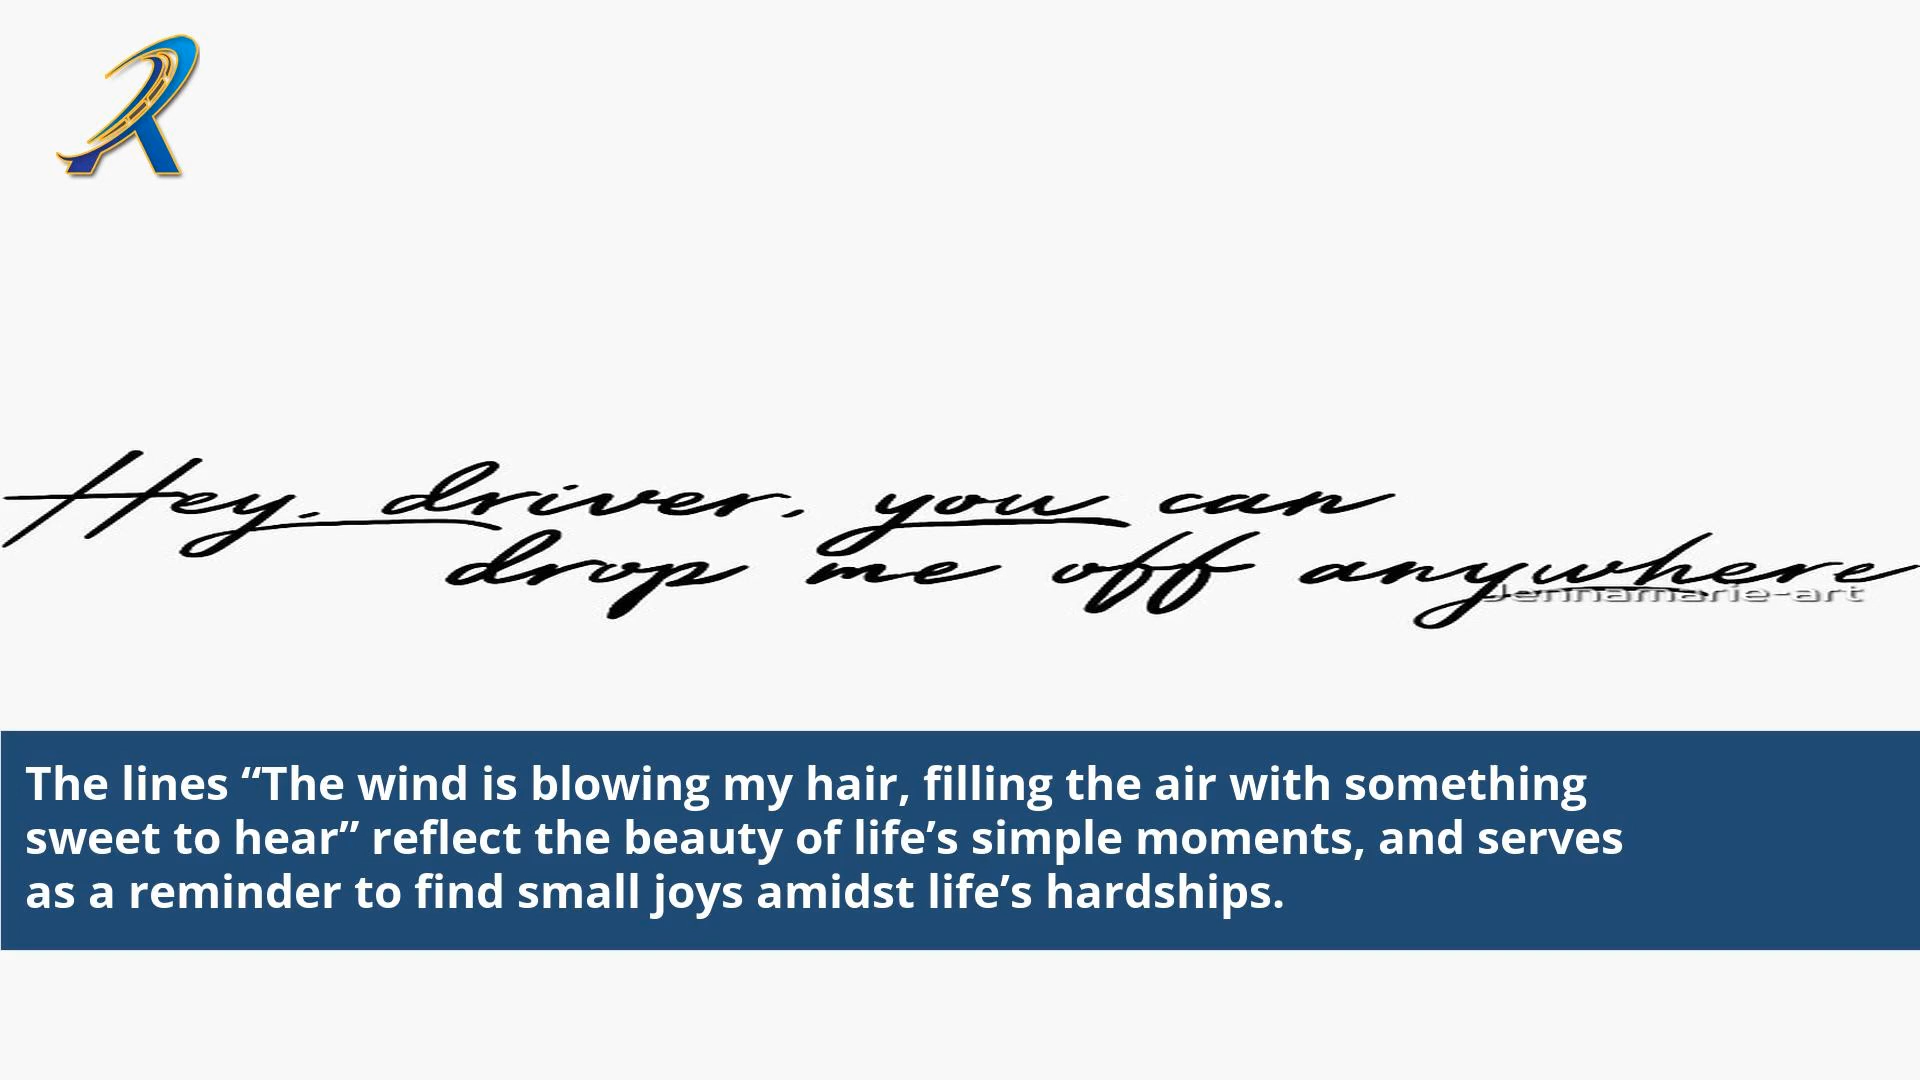 Hey, driver, you can
drop me off anywhere
Jennamarie-art
The lines “The wind is blowing my hair, filling the air with something
sweet to hear” reflect the beauty of life’s simple moments, and serves
as a reminder to find small joys amidst life’s hardships.